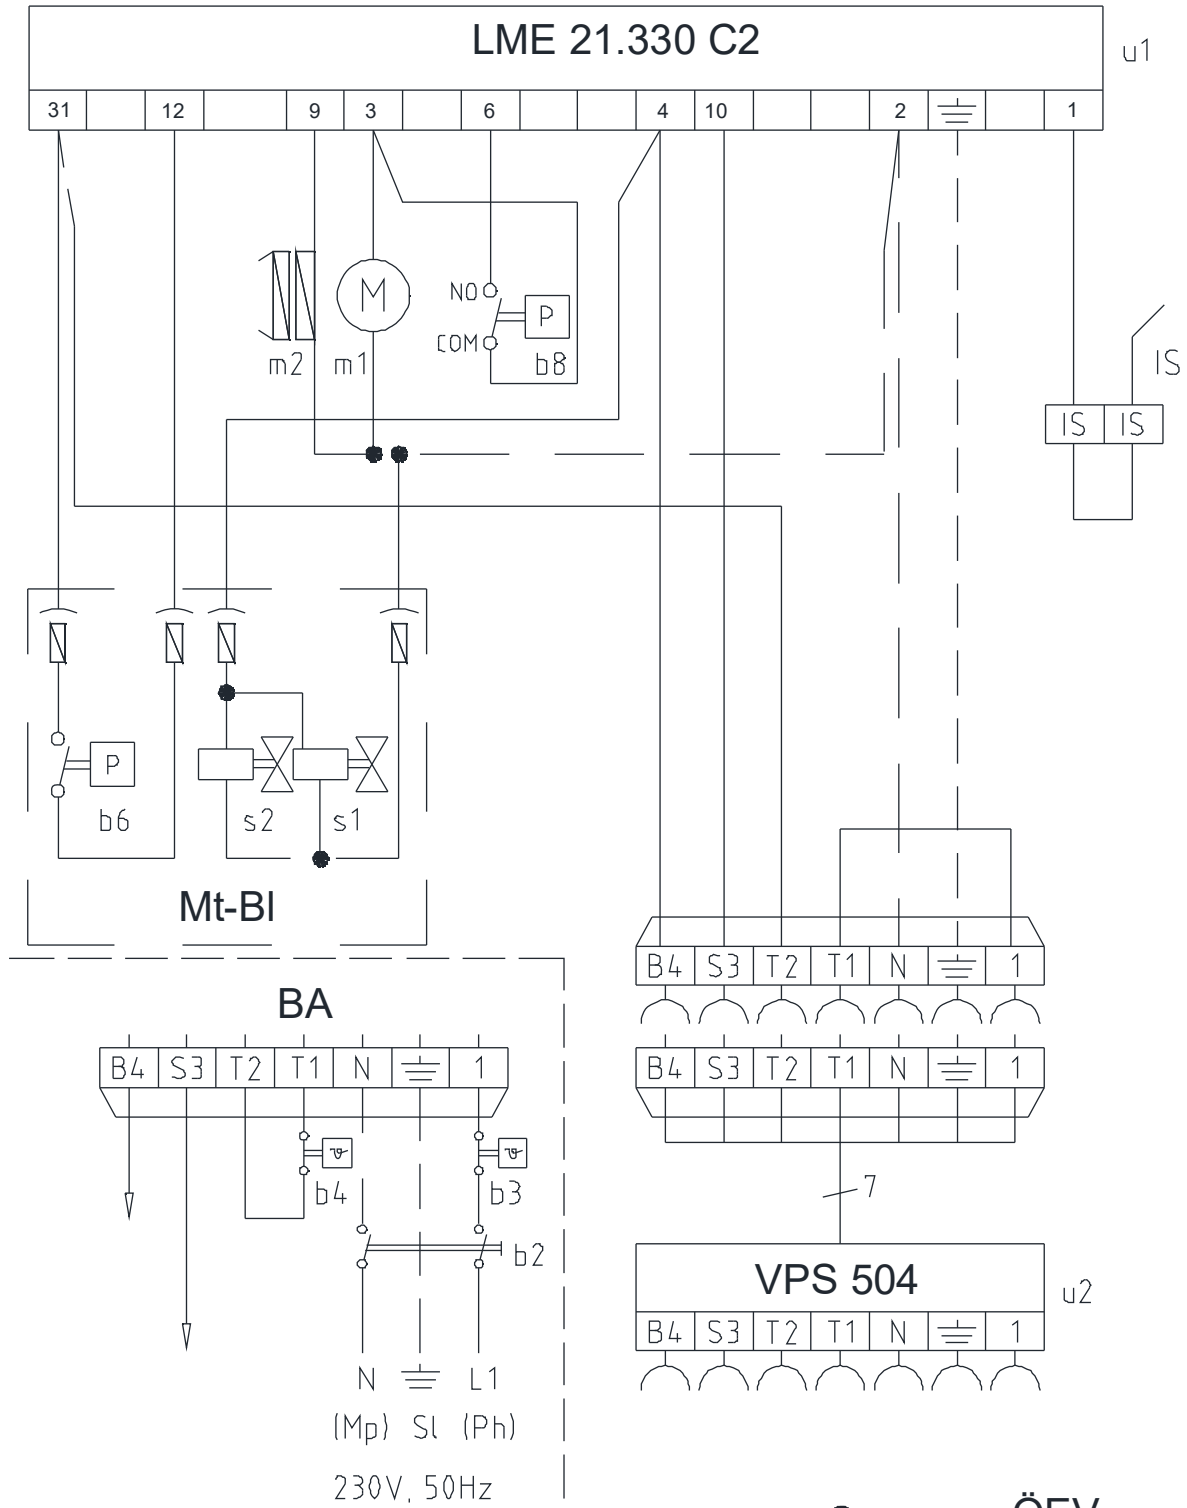 LME 21.330 C2
u1
31 12 9 3 6 4 10 2 1
NO
P
M
COM
m2 m1 b8
IS
IS IS
P
b6 s2 s1
Mt-BI
BA
B4 S3 T2 T1 N 1
B4 S3 T2 T1 N 1
B4 S3 T2 T1 N 1
b4 b3
7
b2
VPS 504
u2
B4 S3 T2 T1 N 1
N L1
(Mp) SL (Ph)
230V, 50Hz